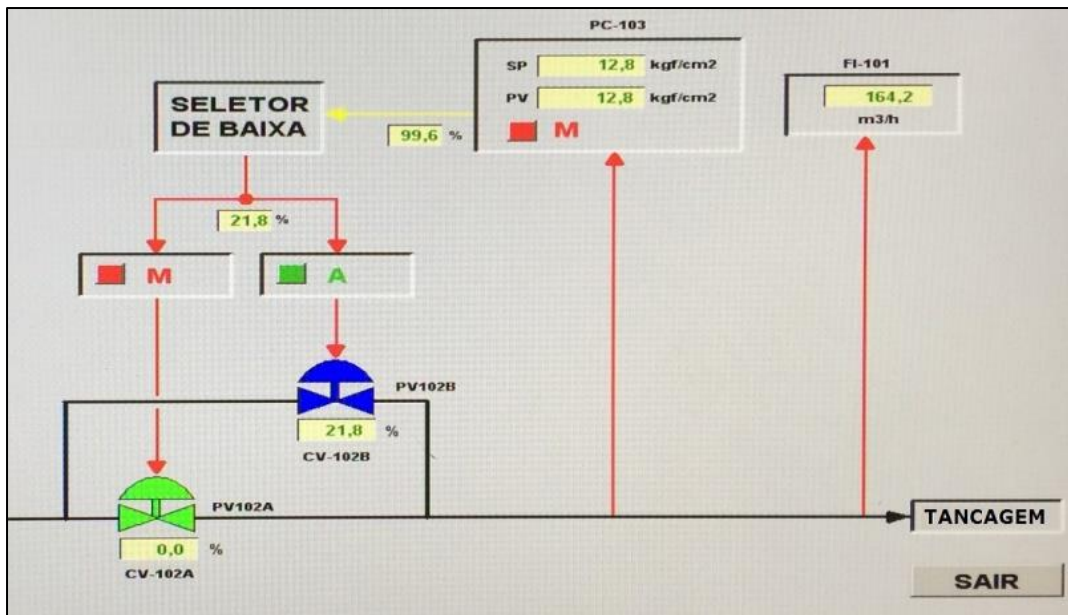 PC-103
SP 12,8 kgf/cm2
PV 12,8 kgf/cm2
M
FI-101
164,2
m3/h
SELETOR
DE BAIXA
99,6 %
21,8 %
M
A
PV102B
21,8 %
CV-102B
PV102A
0,0 %
CV-102A
TANCAGEM
SAIR